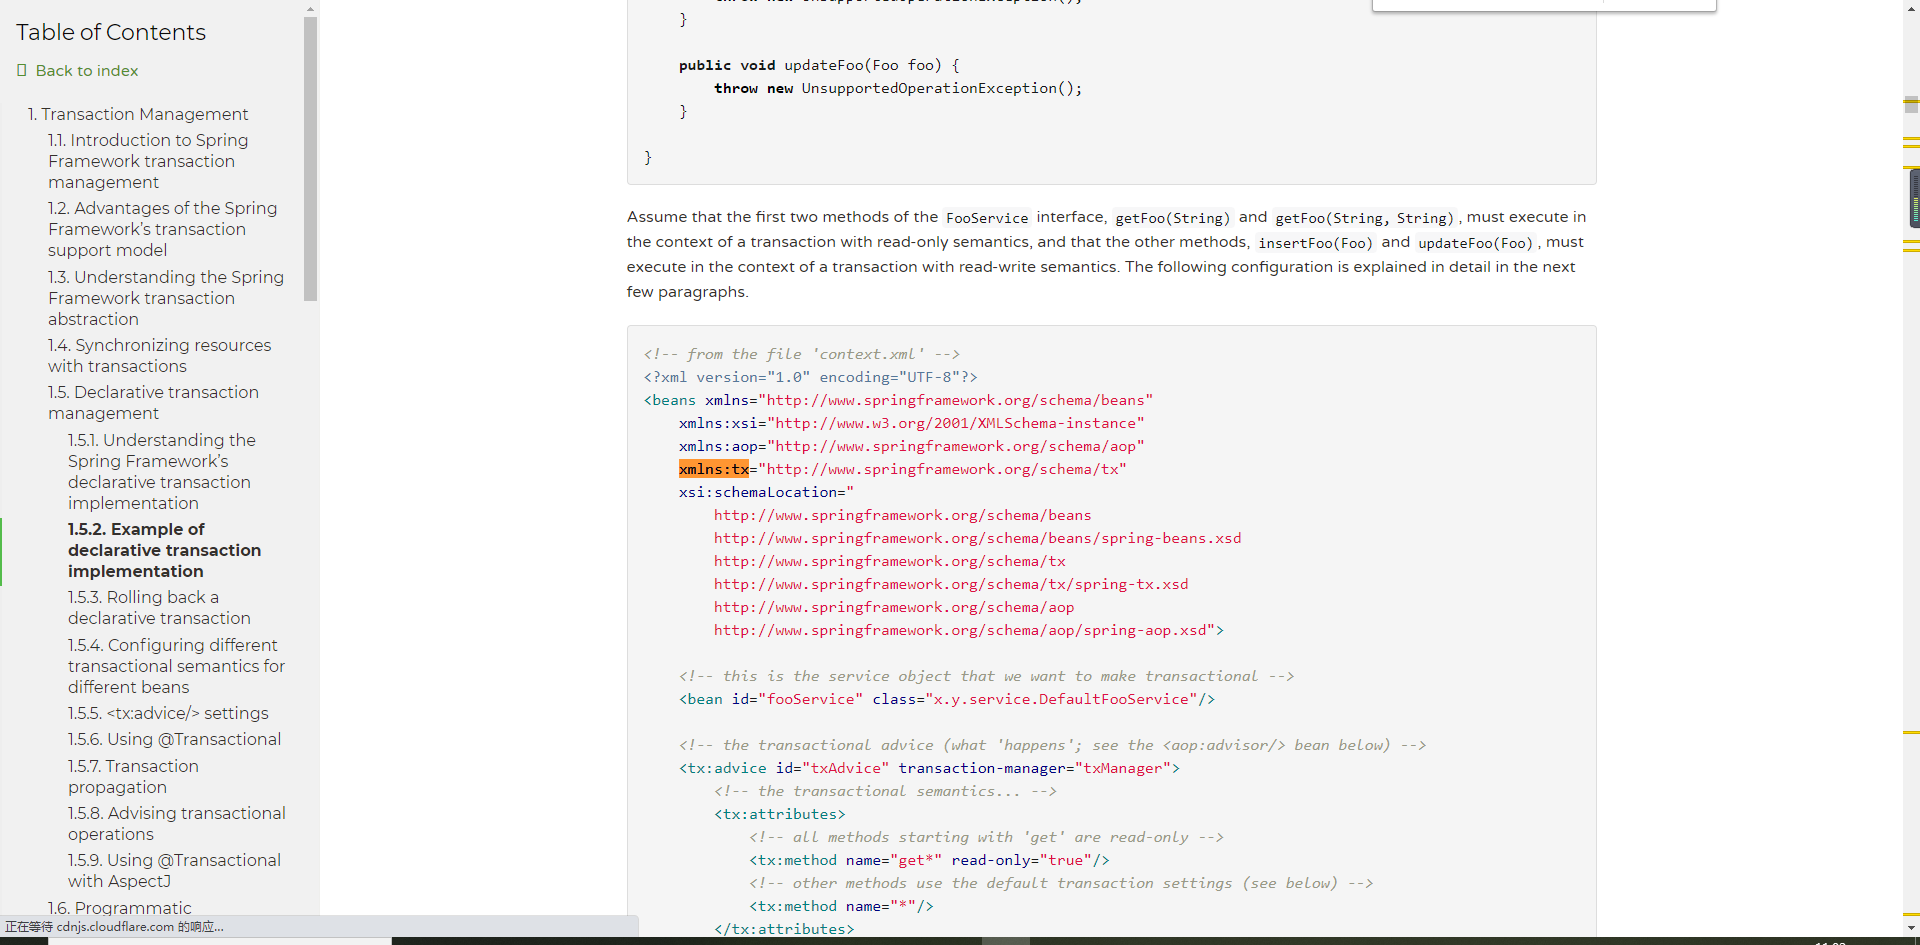 Table of Contents
Back to index
1. Transaction Management
1.1. Introduction to Spring
Framework transaction
management
1.2. Advantages of the Spring
Framework's transaction
support model
1.3. Understanding the Spring
Framework transaction
abstraction
1.4. Synchronizing resources
with transactions
1.5. Declarative transaction
management
1.5.1. Understanding the
Spring Framework's
declarative transaction
implementation
1.5.2. Example of
declarative transaction
implementation
1.5.3. Rolling back a
declarative transaction
1.5.4. Configuring different
transactional semantics for
different beans
1.5.5. <tx:advice/> settings
1.5.6. Using @Transactional
1.5.7. Transaction
propagation
1.5.8. Advising transactional
operations
1.5.9. Using @Transactional
with AspectJ
1.6. Programmatic
正在等待 cdnjs.cloudflare.com 的响应...
throw new UnsupportedOperationException();
}
public void updateFoo(Foo foo) {
throw new UnsupportedOperationException();
}
}
Assume that the first two methods of the FooService interface, getFoo(String) and getFoo(String, String), must execute in
the context of a transaction with read-only semantics, and that the other methods, insertFoo(Foo) and updateFoo(Foo), must
execute in the context of a transaction with read-write semantics. The following configuration is explained in detail in the next
few paragraphs.
<!-- from the file 'context.xml' -->
<?xml version="1.0" encoding="UTF-8"?>
<beans xmlns="http://www.springframework.org/schema/beans"
xmlns:xsi="http://www.w3.org/2001/XMLSchema-instance"
xmlns:aop="http://www.springframework.org/schema/aop"
xmlns:tx="http://www.springframework.org/schema/tx"
xsi:schemaLocation="
http://www.springframework.org/schema/beans
http://www.springframework.org/schema/beans/spring-beans.xsd
http://www.springframework.org/schema/tx
http://www.springframework.org/schema/tx/spring-tx.xsd
http://www.springframework.org/schema/aop
http://www.springframework.org/schema/aop/spring-aop.xsd">
<!-- this is the service object that we want to make transactional -->
<bean id="fooService" class="x.y.service.DefaultFooService"/>
<!-- the transactional advice (what 'happens'; see the <aop:advisor/> bean below) -->
<tx:advice id="txAdvice" transaction-manager="txManager">
<!-- the transactional semantics... -->
<tx:attributes>
<!-- all methods starting with 'get' are read-only -->
<tx:method name="get*" read-only="true"/>
<!-- other methods use the default transaction settings (see below) -->
<tx:method name="*"/>
</tx:attributes>